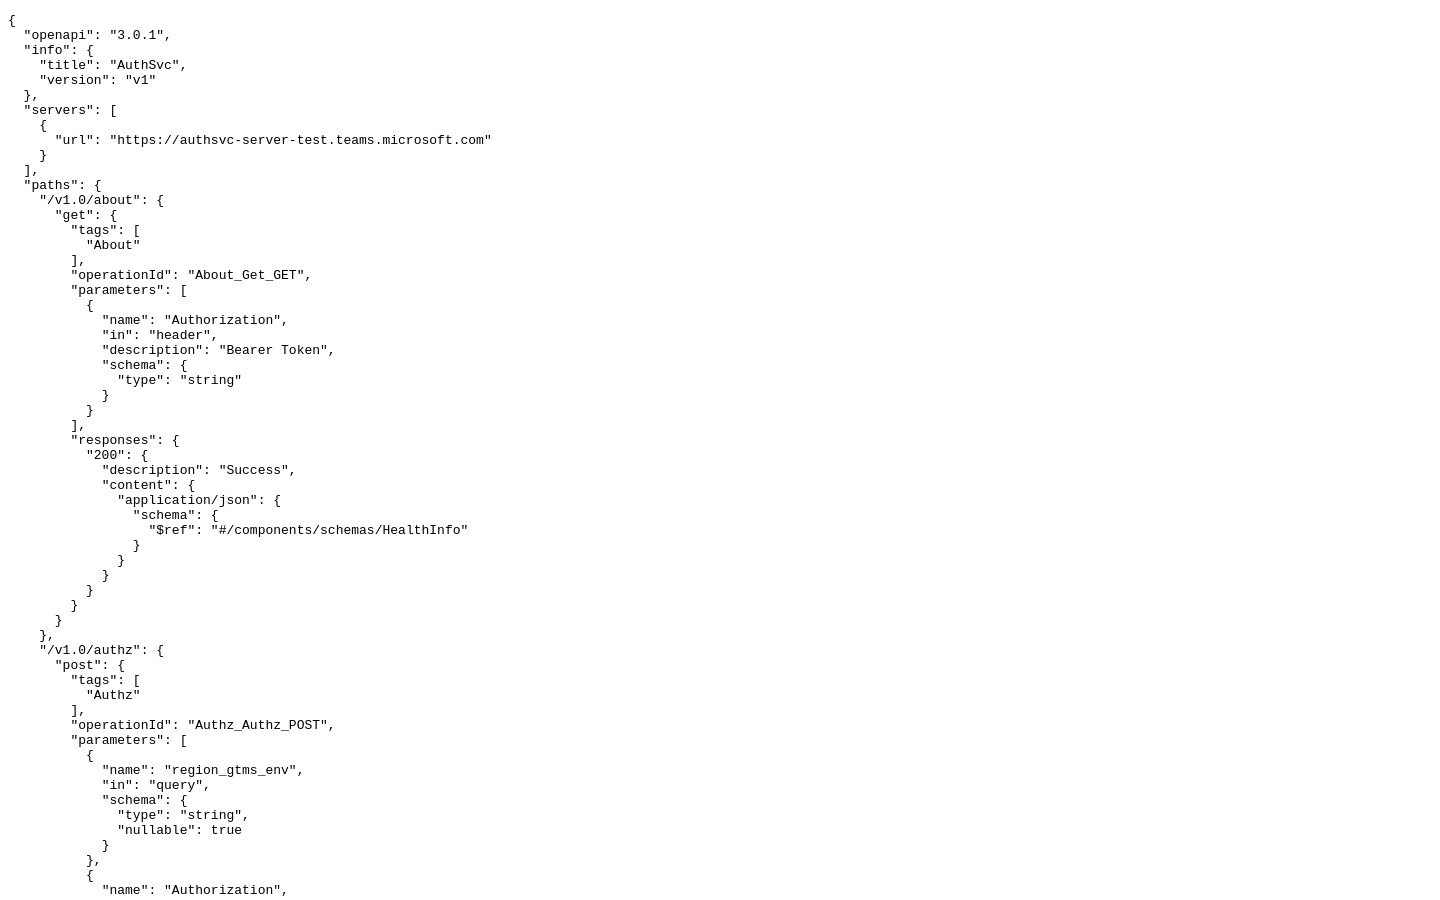 {
  "openapi": "3.0.1",
  "info": {
    "title": "AuthSvc",
    "version": "v1"
  },
  "servers": [
    {
      "url": "https://authsvc-server-test.teams.microsoft.com"
    }
  ],
  "paths": {
    "/v1.0/about": {
      "get": {
        "tags": [
          "About"
        ],
        "operationId": "About_Get_GET",
        "parameters": [
          {
            "name": "Authorization",
            "in": "header",
            "description": "Bearer Token",
            "schema": {
              "type": "string"
            }
          }
        ],
        "responses": {
          "200": {
            "description": "Success",
            "content": {
              "application/json": {
                "schema": {
                  "$ref": "#/components/schemas/HealthInfo"
                }
              }
            }
          }
        }
      }
    },
    "/v1.0/authz": {
      "post": {
        "tags": [
          "Authz"
        ],
        "operationId": "Authz_Authz_POST",
        "parameters": [
          {
            "name": "region_gtms_env",
            "in": "query",
            "schema": {
              "type": "string",
              "nullable": true
            }
          },
          {
            "name": "Authorization",